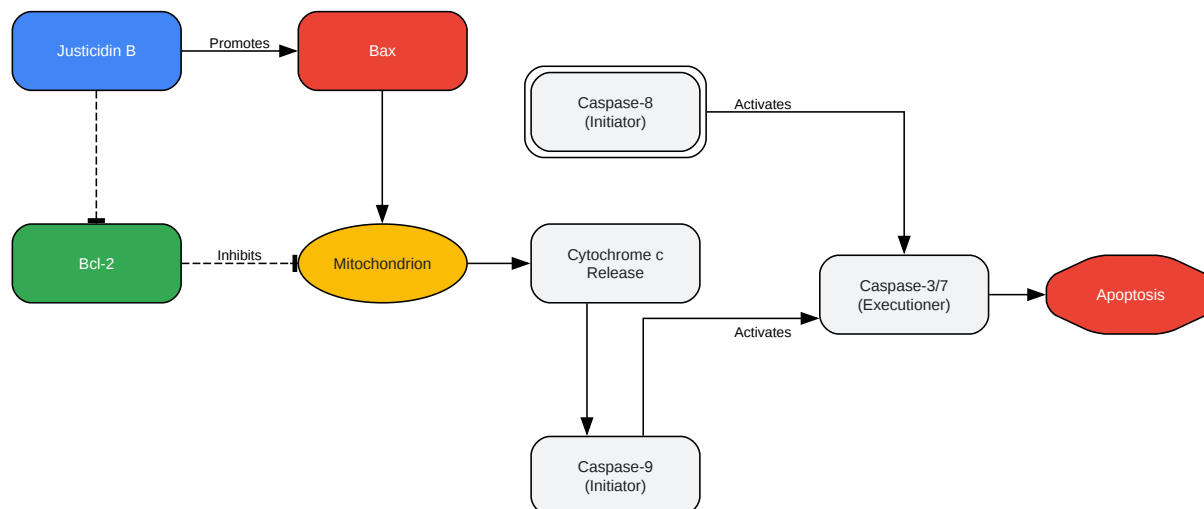 Justicidin B
Promotes
Bax
Caspase-8
(Initiator)
Activates
Bcl-2
Inhibits
Mitochondrion
Cytochrome c
Release
Caspase-3/7
(Executioner)
Apoptosis
Activates
Caspase-9
(Initiator)